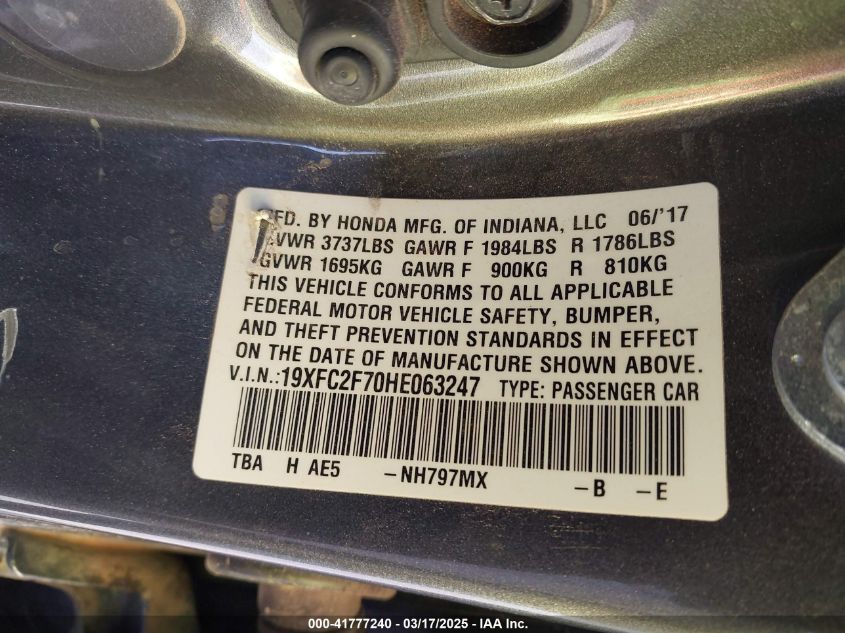 MFD. BY HONDA MFG. OF INDIANA, LLC 06/'17
GVWR 3737LBS GAWR F 1984LBS R 1786LBS
GVWR 1695KG GAWR F 900KG R 810KG
THIS VEHICLE CONFORMS TO ALL APPLICABLE
FEDERAL MOTOR VEHICLE SAFETY, BUMPER,
AND THEFT PREVENTION STANDARDS IN EFFECT
ON THE DATE OF MANUFACTURE SHOWN ABOVE.
V.I.N.:19XFC2F70HE063247 TYPE: PASSENGER CAR
TBA H AE5 -NH797MX -B -E
000-41777240 - 03/17/2025 - IAA Inc.